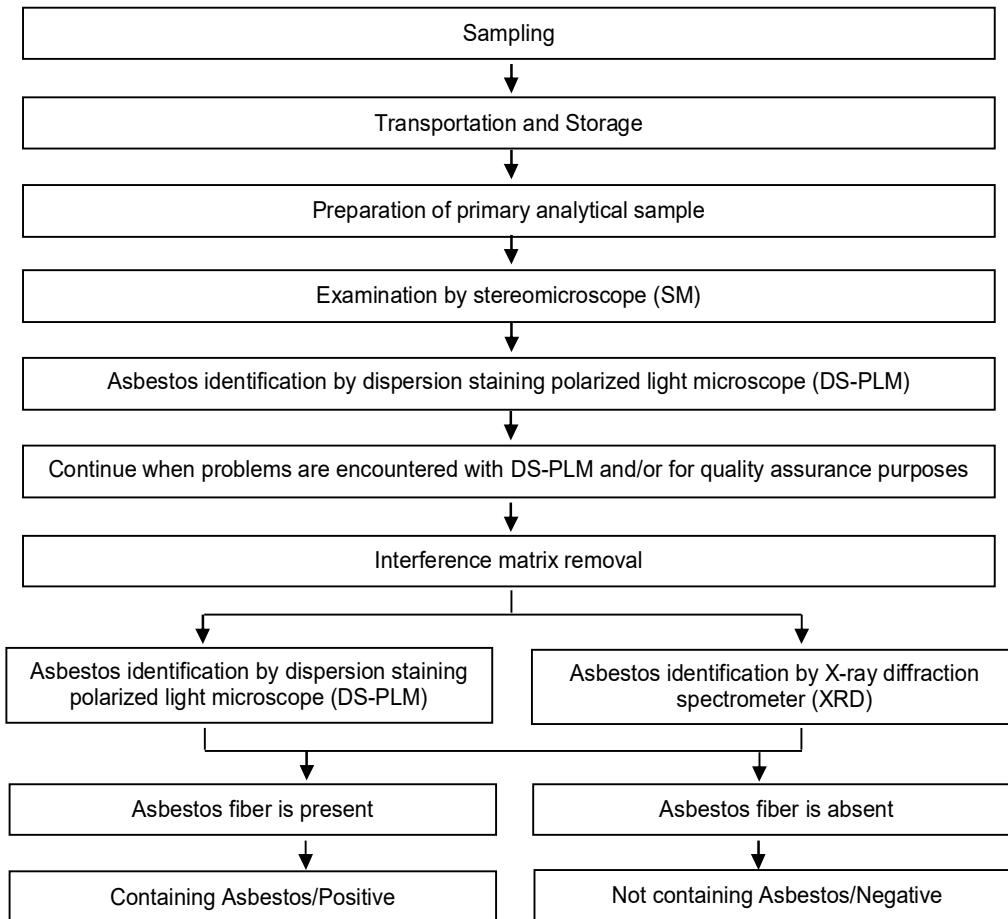 Sampling
Transportation and Storage
Preparation of primary analytical sample
Examination by stereomicroscope (SM)
Asbestos identification by dispersion staining polarized light microscope (DS-PLM)
Continue when problems are encountered with DS-PLM and/or for quality assurance purposes
Interference matrix removal
Asbestos identification by dispersion staining
polarized light microscope (DS-PLM)
Asbestos identification by X-ray diffraction
spectrometer (XRD)
Asbestos fiber is present
Asbestos fiber is absent
Containing Asbestos/Positive
Not containing Asbestos/Negative